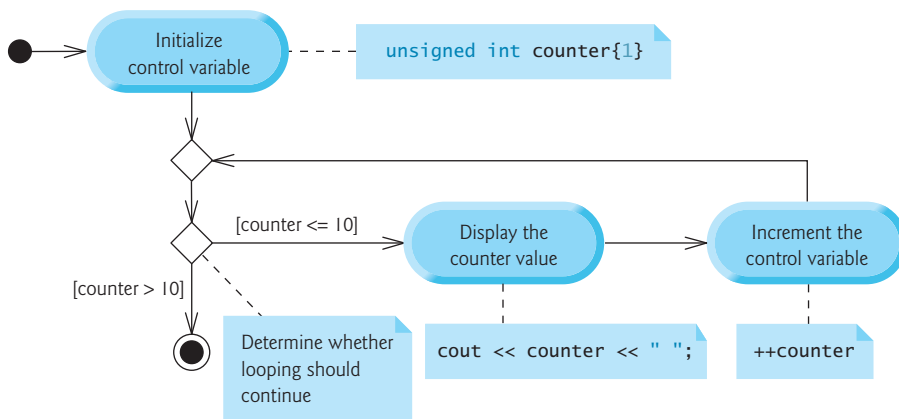 Initialize
control variable
unsigned int counter{1}
[counter <= 10]
Display the
counter value
Increment the
control variable
[counter > 10]
Determine whether
looping should
continue
cout << counter << " ";
++counter